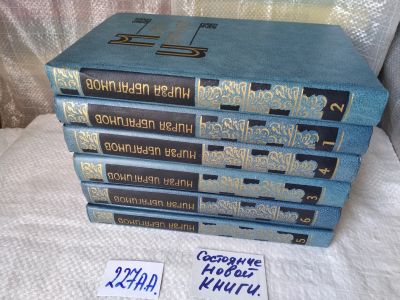 МИРЗА ИБРАГИМОВ 2
МИРЗА ИБРАГИМОВ 1
МИРЗА ИБРАГИМОВ 4
МИРЗА ИБРАГИМОВ 3
МИРЗА ИБРАГИМОВ 6
МИРЗА ИБРАГИМОВ 5
227А.А.
Состояние
новой
книги.